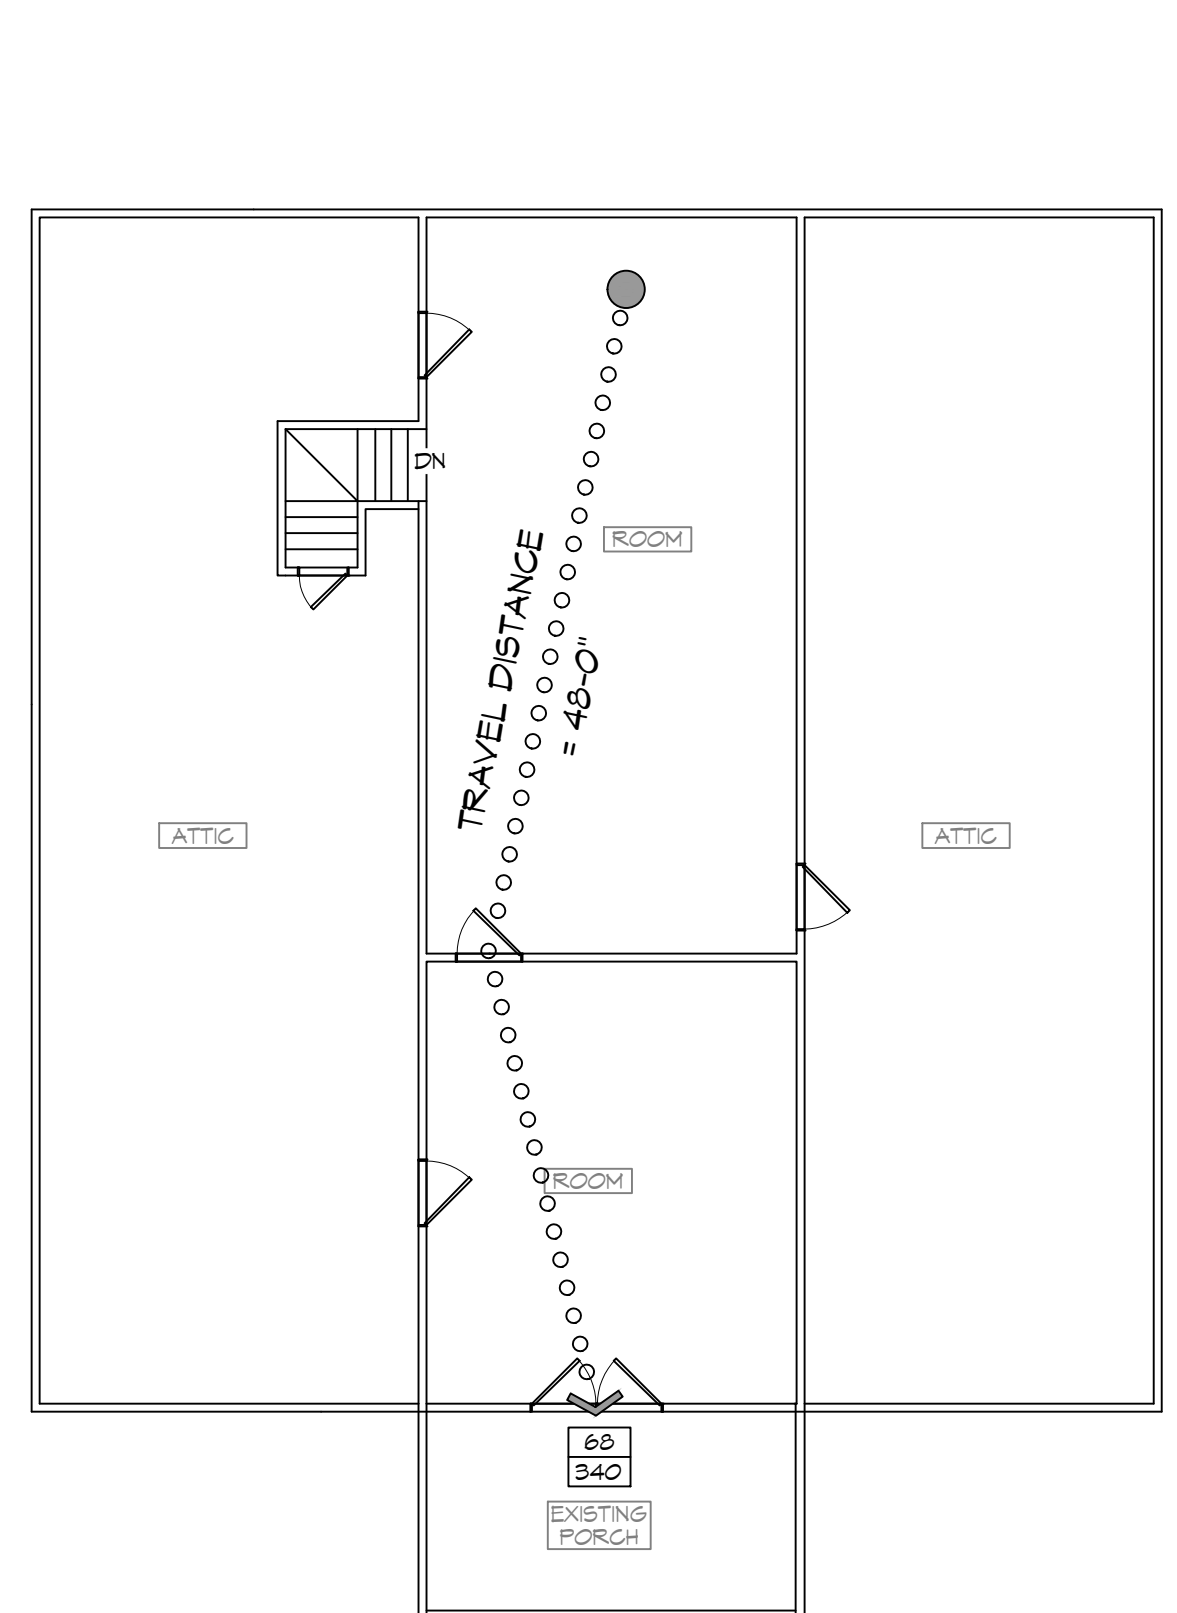 DN
ROOM
TRAVEL DISTANCE
= 48-0"
ATTIC
ATTIC
ROOM
68
340
EXISTING
PORCH